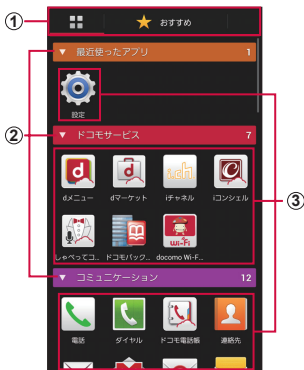 ①
おすすめ
▼ 最近使ったアプリ 1
設定
②
▼ ドコモサービス 7
dメニュー dマーケット iチャネル iコンシェル
③
しゃべってコ... ドコモバック... docomo Wi-F...
▼ コミュニケーション 12
電話 ダイヤル ドコモ電話帳 連絡先